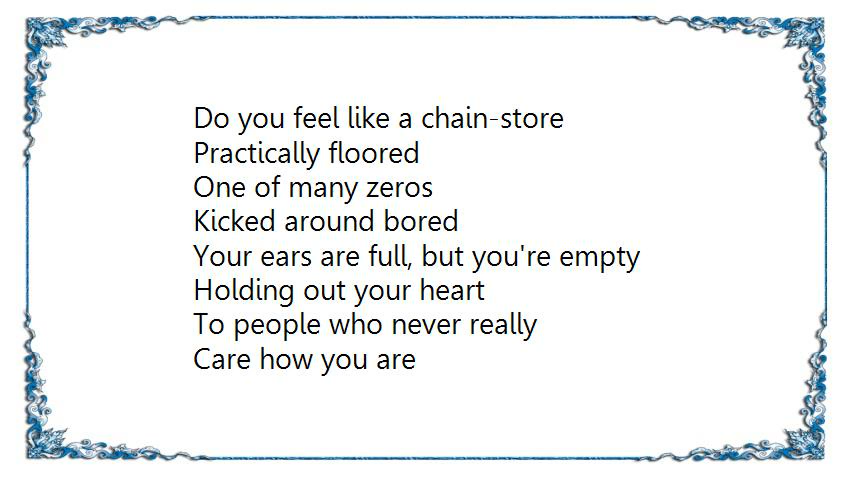 Do you feel like a chain-store
Practically floored
One of many zeros
Kicked around bored
Your ears are full, but you're empty
Holding out your heart
To people who never really
Care how you are